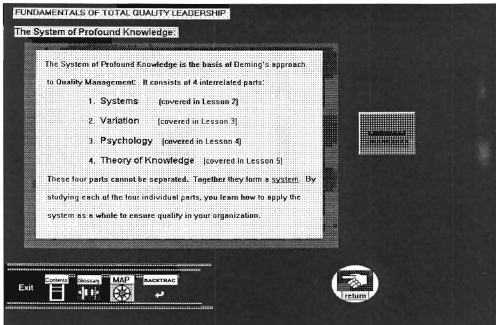 FUNDAMENTALS OF TOTAL QUALITY LEADERSHIP:
The System of Profound Knowledge:
The System of Profound Knowledge is the basis of Deming's approach
to Quality Management: It consists of 4 interrelated parts:
1. Systems (covered in Lesson 2)
2. Variation (covered in Lesson 3)
3. Psychology (covered in Lesson 4)
4. Theory of Knowledge (covered in Lesson 5)
These four parts cannot be separated. Together they form a system. By
studying each of the four individual parts, you learn how to apply the
system as a whole to ensure quality in your organization.
Exit Contents Glossary MAP BACKTRAC
return